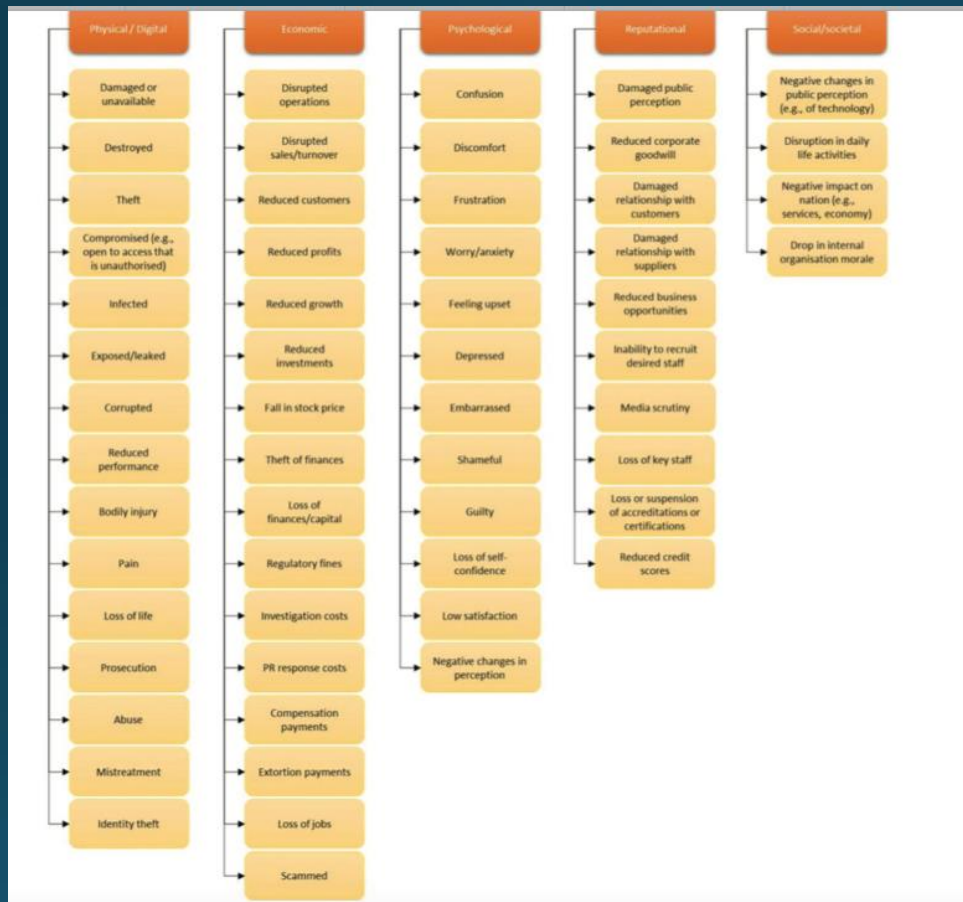 Physical / Digital
Damaged or
unavailable
Destroyed
Theft
Compromised (e.g.,
open to access that
is unauthorised)
Infected
Exposed/leaked
Corrupted
Reduced
performance
Bodily injury
Pain
Loss of life
Prosecution
Abuse
Mistreatment
Identity theft
Economic
Disrupted
operations
Disrupted
sales/turnover
Reduced customers
Reduced profits
Reduced growth
Reduced
investments
Fall in stock price
Theft of finances
Loss of
finances/capital
Regulatory fines
Investigation costs
PR response costs
Compensation
payments
Extortion payments
Loss of jobs
Scammed
Psychological
Confusion
Discomfort
Frustration
Worry/anxiety
Feeling upset
Depressed
Embarrassed
Shameful
Guilty
Loss of self-
confidence
Low satisfaction
Negative changes in
perception
Reputational
Damaged public
perception
Reduced corporate
goodwill
Damaged
relationship with
customers
Damaged
relationship with
suppliers
Reduced business
opportunities
Inability to recruit
desired staff
Media scrutiny
Loss of key staff
Loss or suspension
of accreditations or
certifications
Reduced credit
scores
Social/societal
Negative changes in
public perception
(e.g., of technology)
Disruption in daily
life activities
Negative impact on
nation (e.g.,
services, economy)
Drop in internal
organisation morale